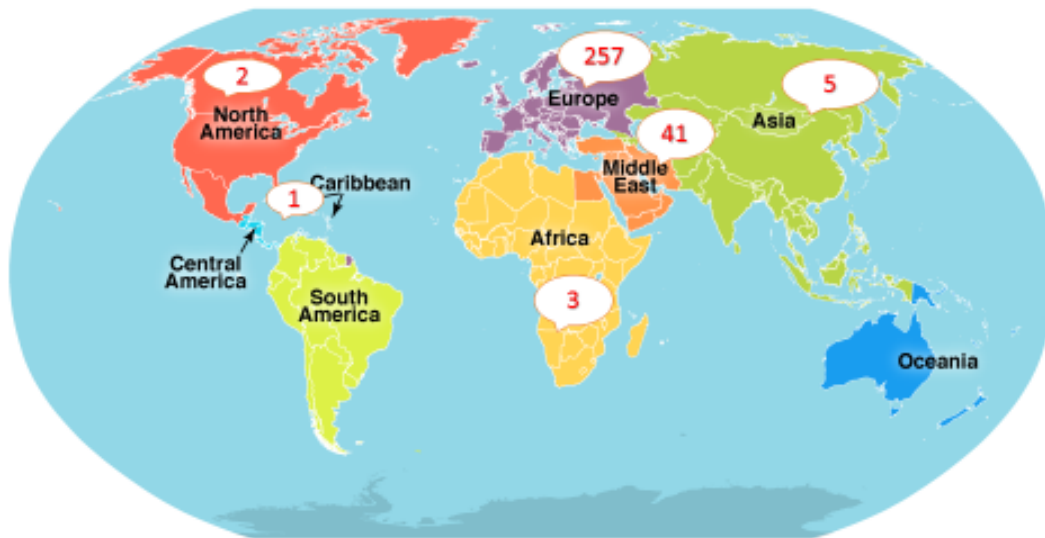 257
2
5
Europe
North
America
Asia
41
Middle
East
Caribbean
1
Africa
Central
America
South
America
3
Oceania